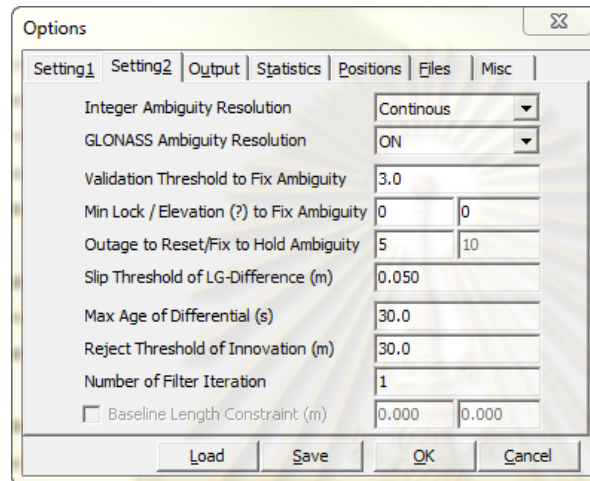 Options
Setting1 Setting2 Output Statistics Positions Files Misc
Integer Ambiguity Resolution Continous
GLONASS Ambiguity Resolution ON
Validation Threshold to Fix Ambiguity 3.0
Min Lock / Elevation (?) to Fix Ambiguity 0 0
Outage to Reset/Fix to Hold Ambiguity 5 10
Slip Threshold of LG-Difference (m) 0.050
Max Age of Differential (s) 30.0
Reject Threshold of Innovation (m) 30.0
Number of Filter Iteration 1
Baseline Length Constraint (m) 0.000 0.000
Load Save OK Cancel